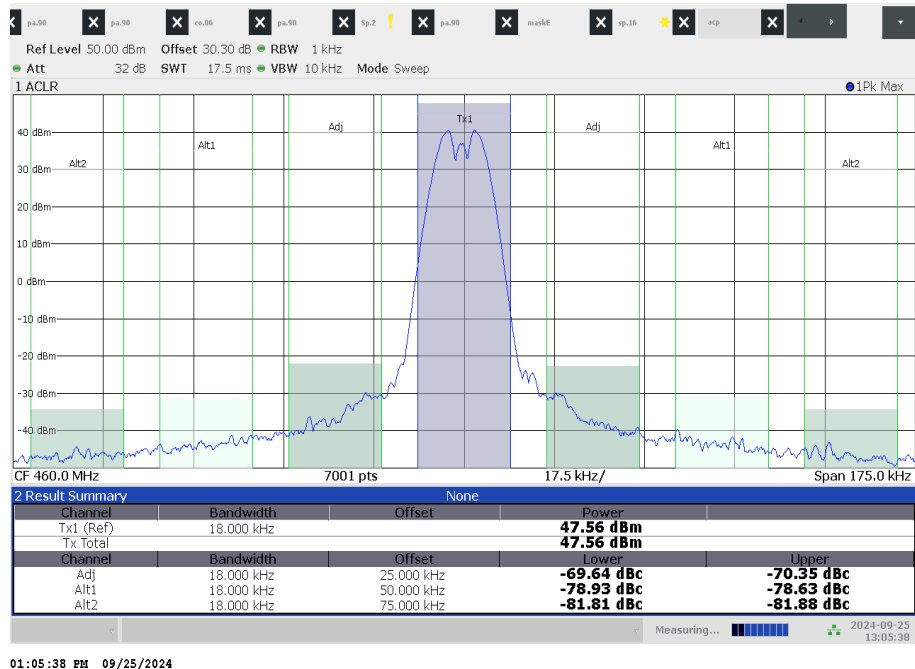 pa.90 pa.90 co.06 pa.90 Sp.2 pa.90 maskE sp.16 acp
Ref Level 50.00 dBm Offset 30.30 dB RBW 1 kHz
Att 32 dB SWT 17.5 ms VBW 10 kHz Mode Sweep
1 ACLR 1Pk Max
Tx1
Adj Adj
40 dBm
Alt1 Alt1
Alt2 Alt2
30 dBm
20 dBm
10 dBm
0 dBm
-10 dBm
-20 dBm
-30 dBm
-40 dBm
CF 460.0 MHz 7001 pts 17.5 kHz/ Span 175.0 kHz
2 Result Summary None
Channel Bandwidth Offset Power
Tx1 (Ref) 18.000 kHz 47.56 dBm
Tx Total 47.56 dBm
Channel Bandwidth Offset Lower Upper
Adj 18.000 kHz 25.000 kHz -69.64 dBc -70.35 dBc
Alt1 18.000 kHz 50.000 kHz -78.93 dBc -78.63 dBc
Alt2 18.000 kHz 75.000 kHz -81.81 dBc -81.88 dBc
Measuring... 2024-09-25
13:05:38
01:05:38 PM 09/25/2024